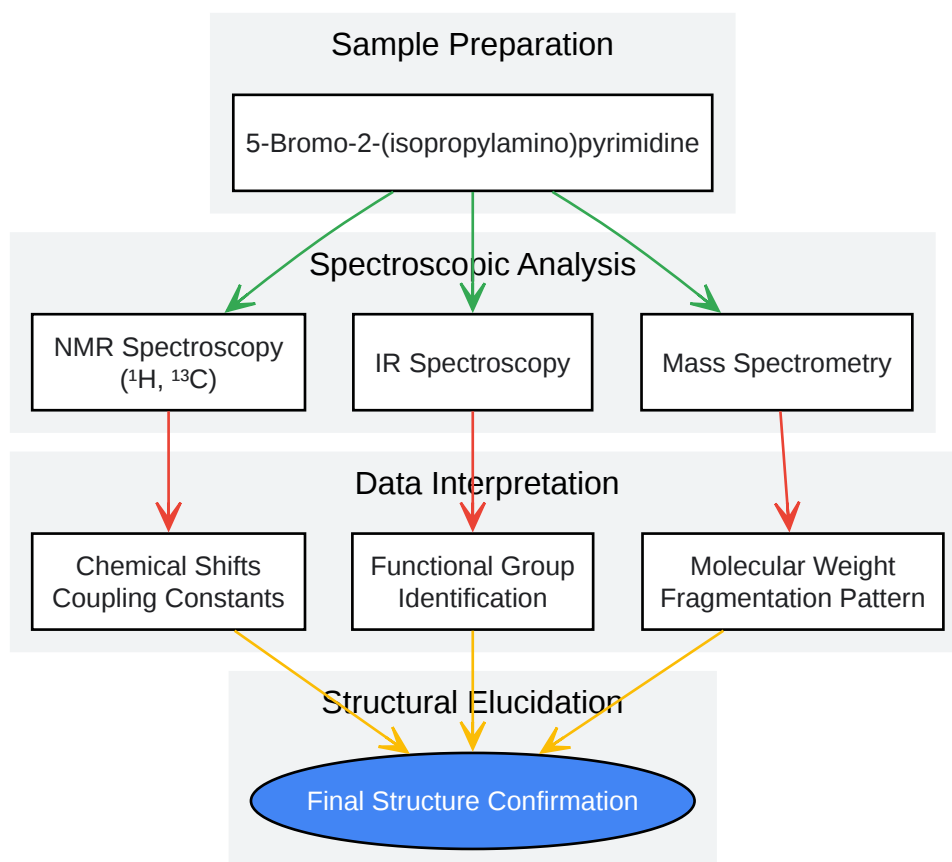 Sample Preparation
5-Bromo-2-(isopropylamino)pyrimidine
Spectroscopic Analysis
NMR Spectroscopy
(¹H, ¹³C)
IR Spectroscopy
Mass Spectrometry
Data Interpretation
Chemical Shifts
Coupling Constants
Functional Group
Identification
Molecular Weight
Fragmentation Pattern
Structural Elucidation
Final Structure Confirmation